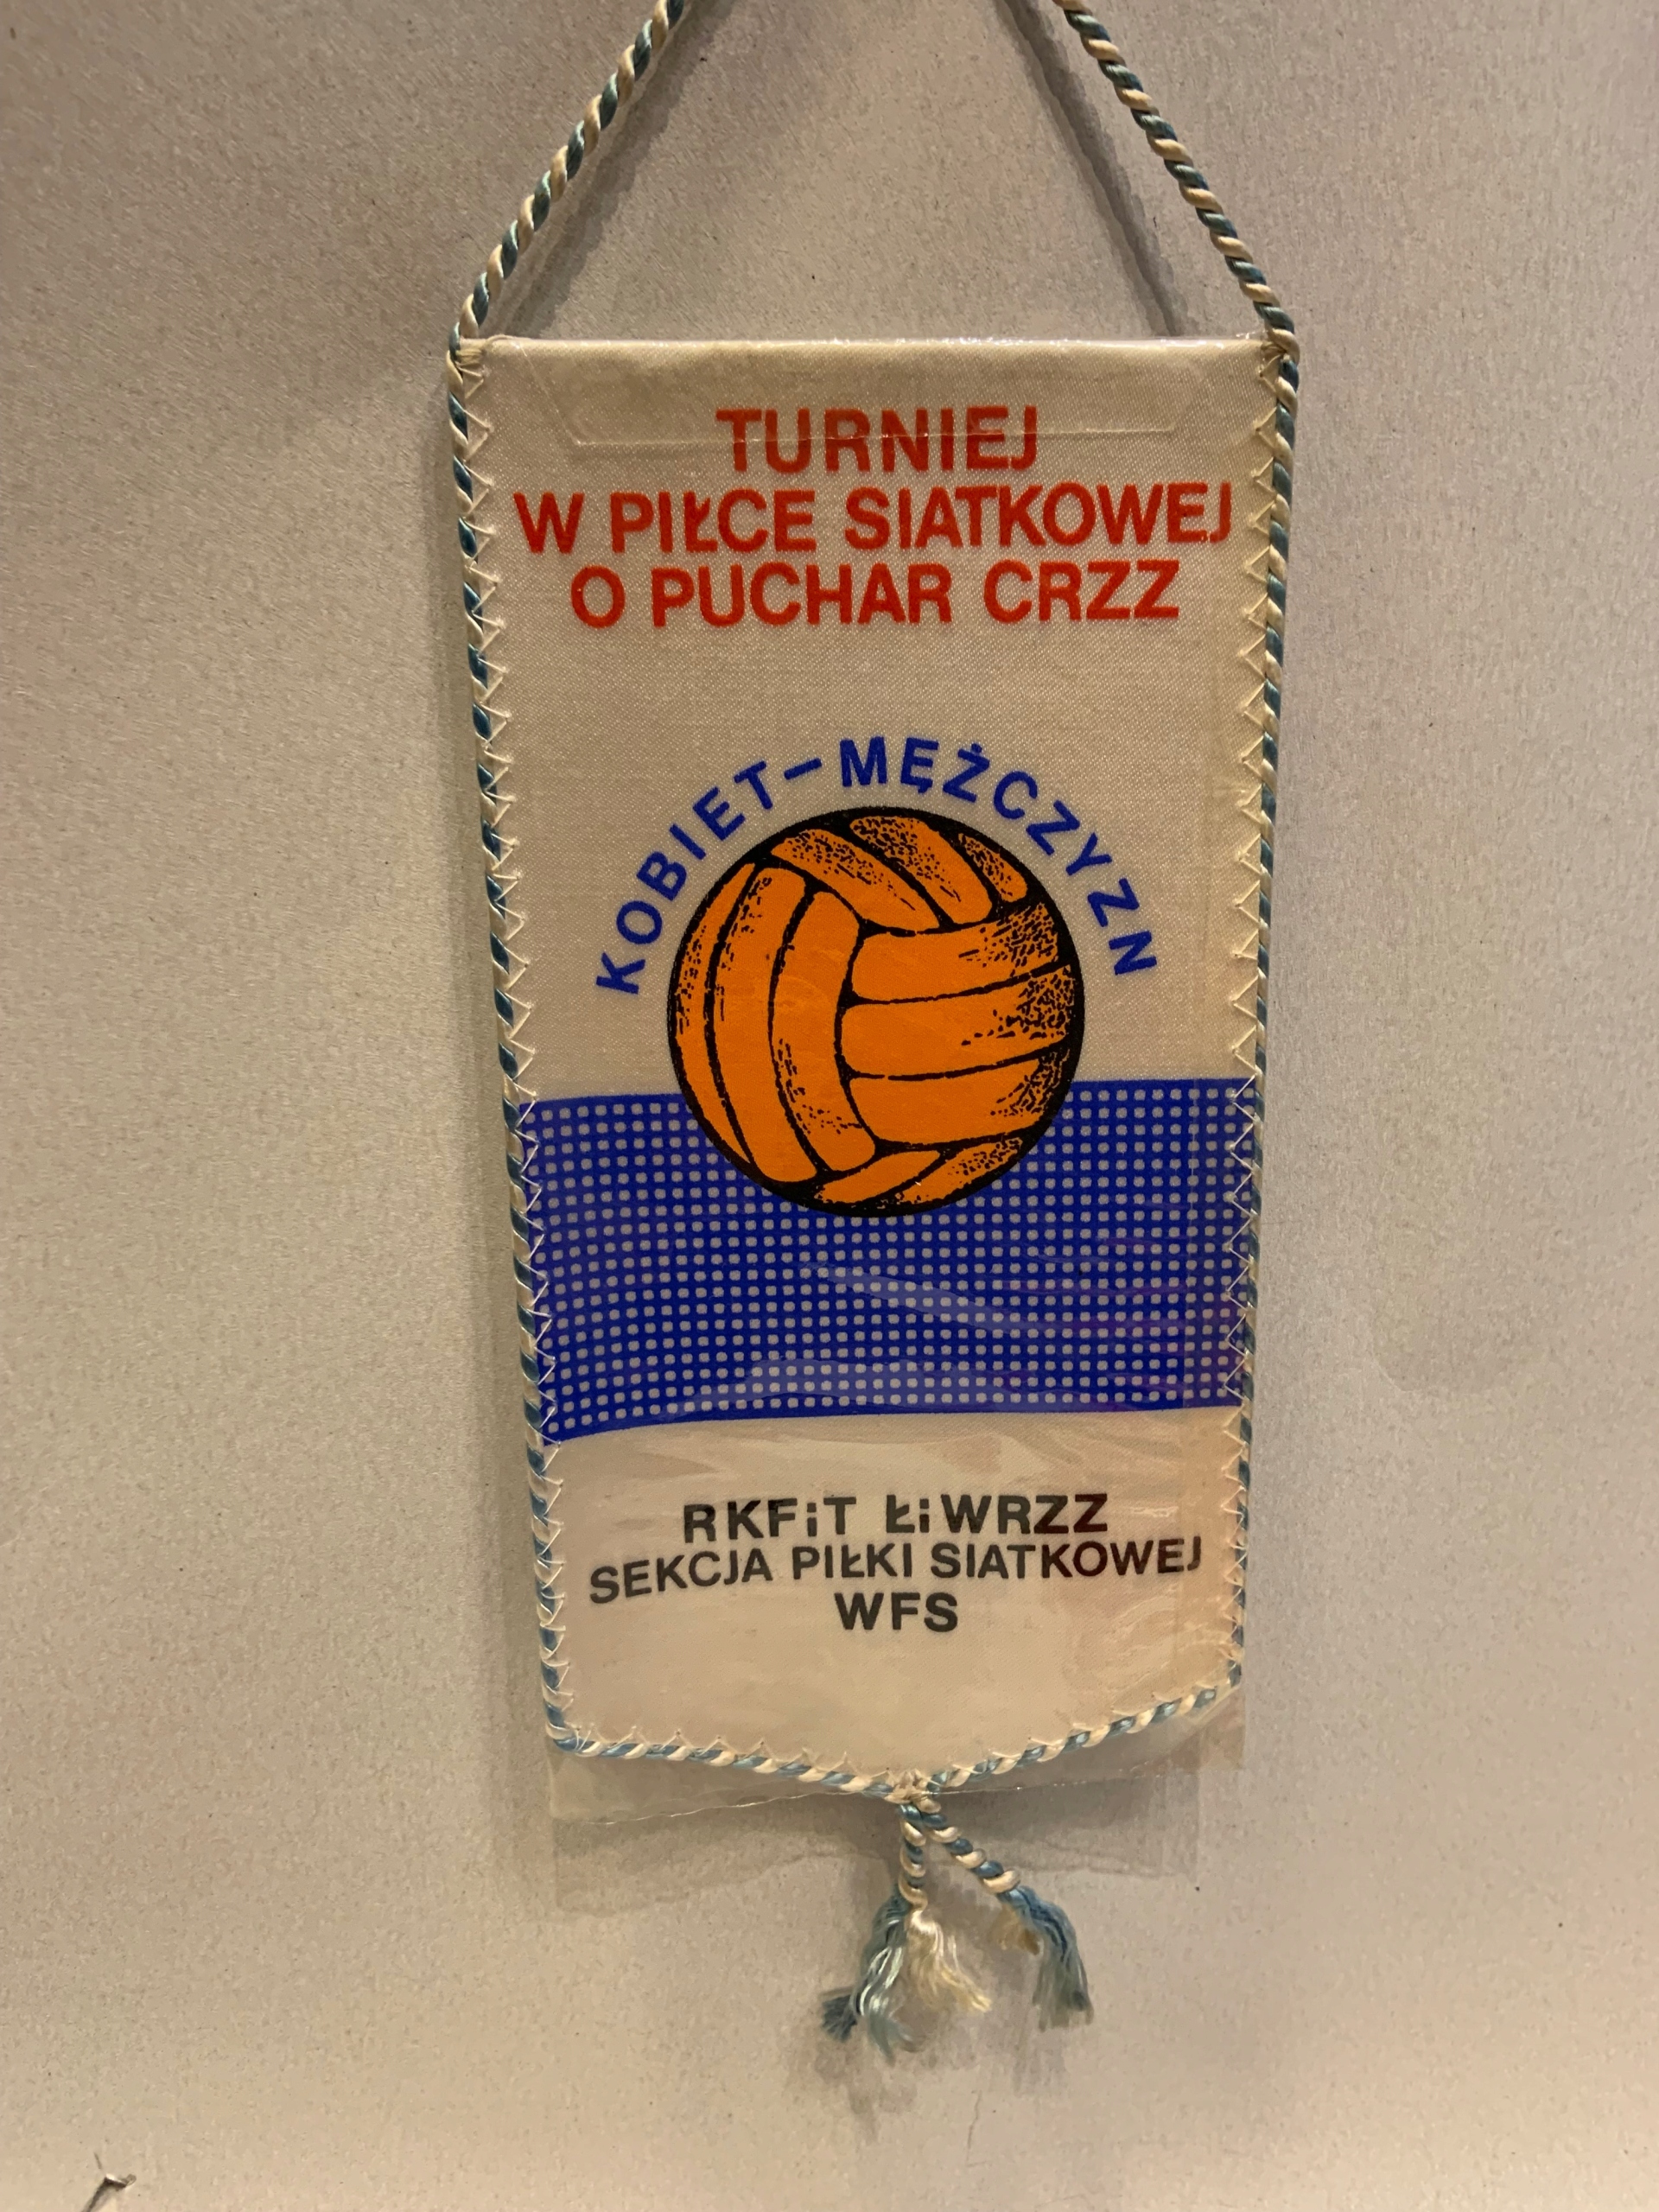 TURNIEJ
W PIŁCE SIATKOWEJ
O PUCHAR CRZZ
KOBIET-MĘŻCZYZN
RKFiT ŁiWRZZ
SEKCJA PIŁKI SIATKOWEJ
WFS